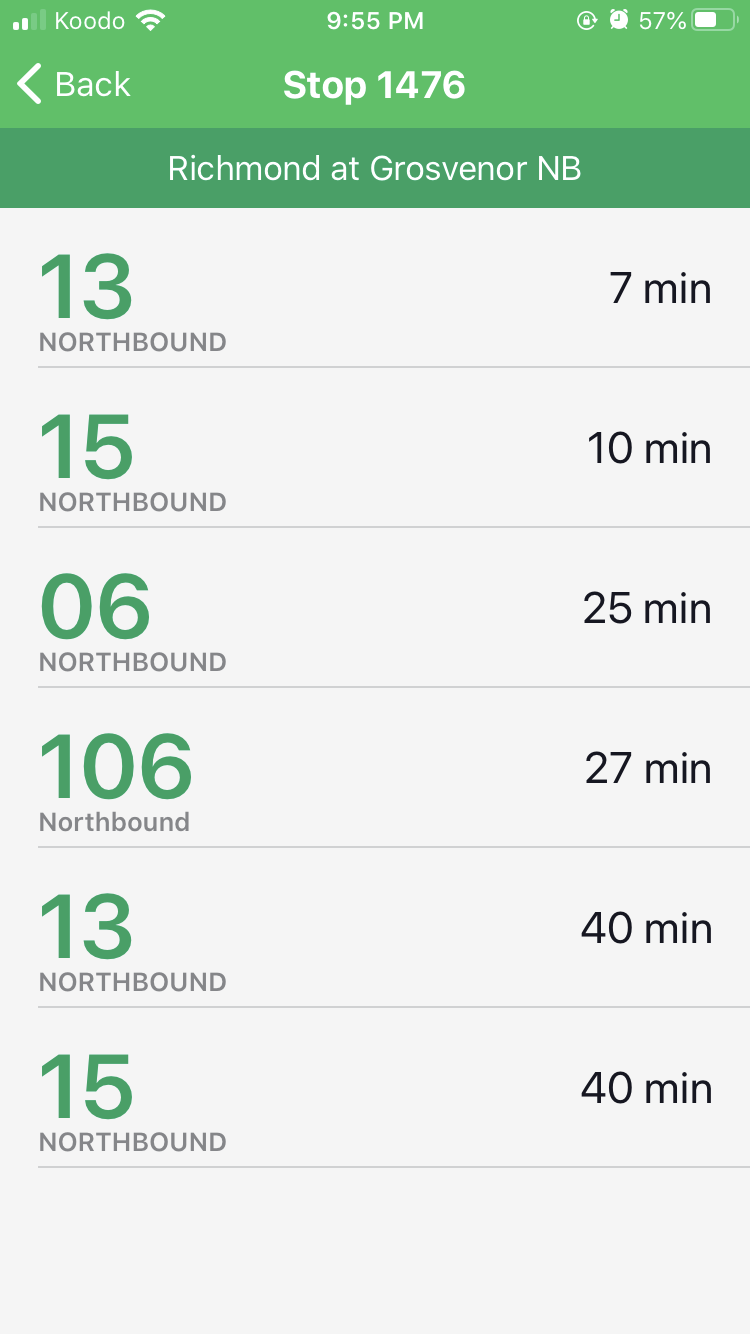 Koodo 9:55 PM 57%
Back Stop 1476
Richmond at Grosvenor NB
13 7 min
NORTHBOUND
15 10 min
NORTHBOUND
06 25 min
NORTHBOUND
106 27 min
Northbound
13 40 min
NORTHBOUND
15 40 min
NORTHBOUND